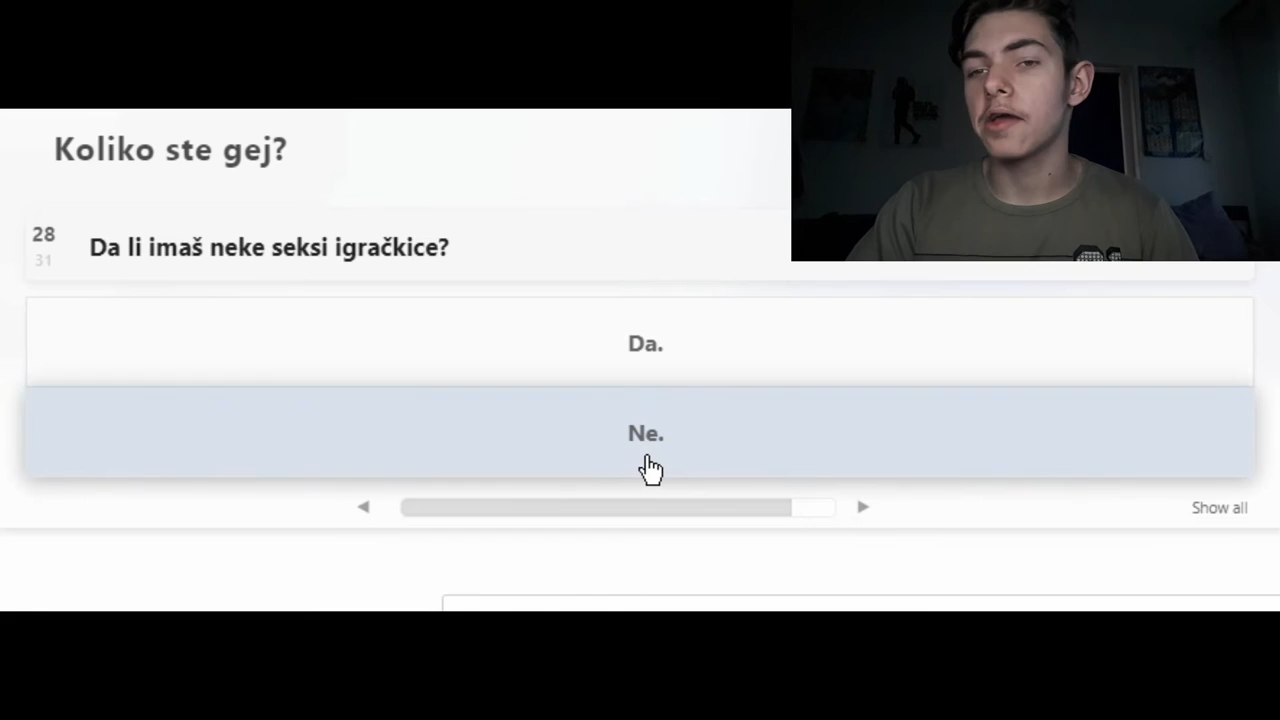 Koliko ste gej?
28
31
Da li imaš neke seksi igračkice?
Da.
Ne.
Show all